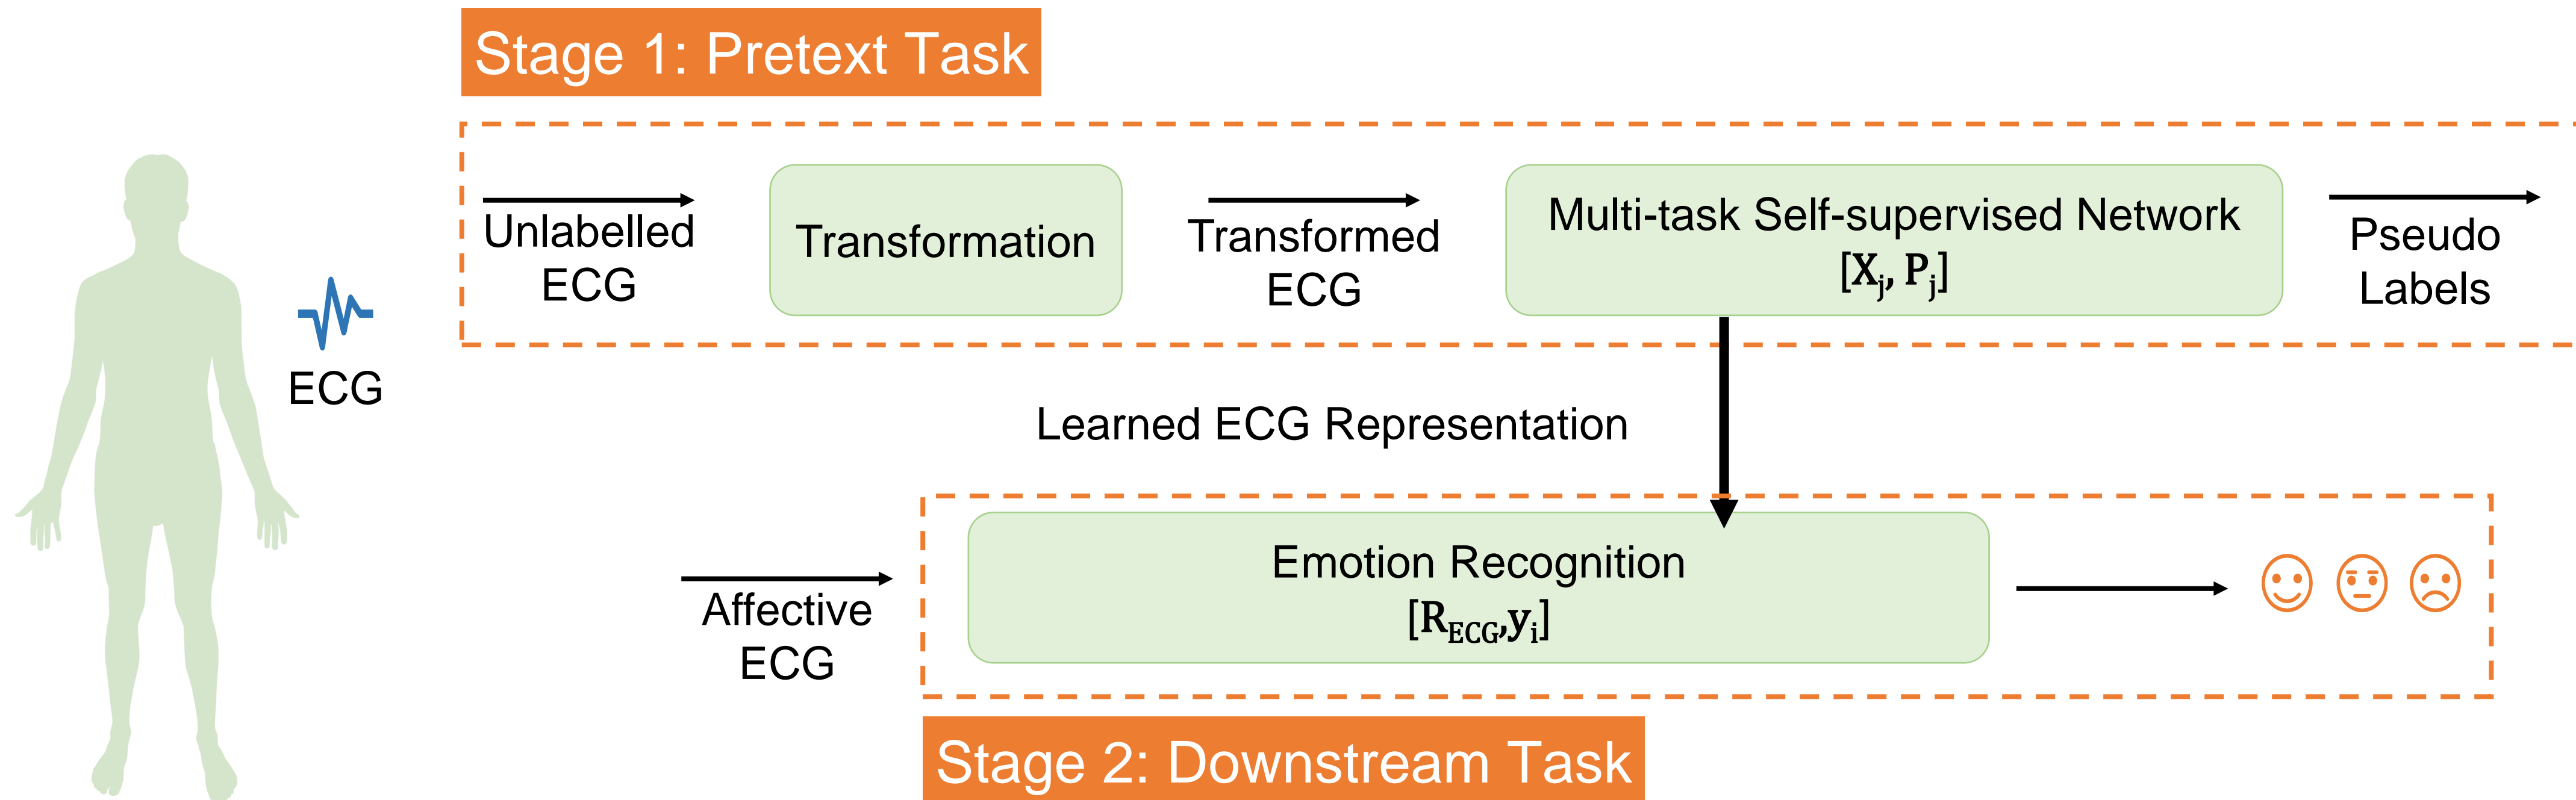 Stage 1: Pretext Task
Unlabelled
ECG
Transformation
Transformed
ECG
Multi-task Self-supervised Network
[Xj, Pj]
Pseudo
Labels
ECG
Learned ECG Representation
Affective
ECG
Emotion Recognition
[RECG,yi]
Stage 2: Downstream Task